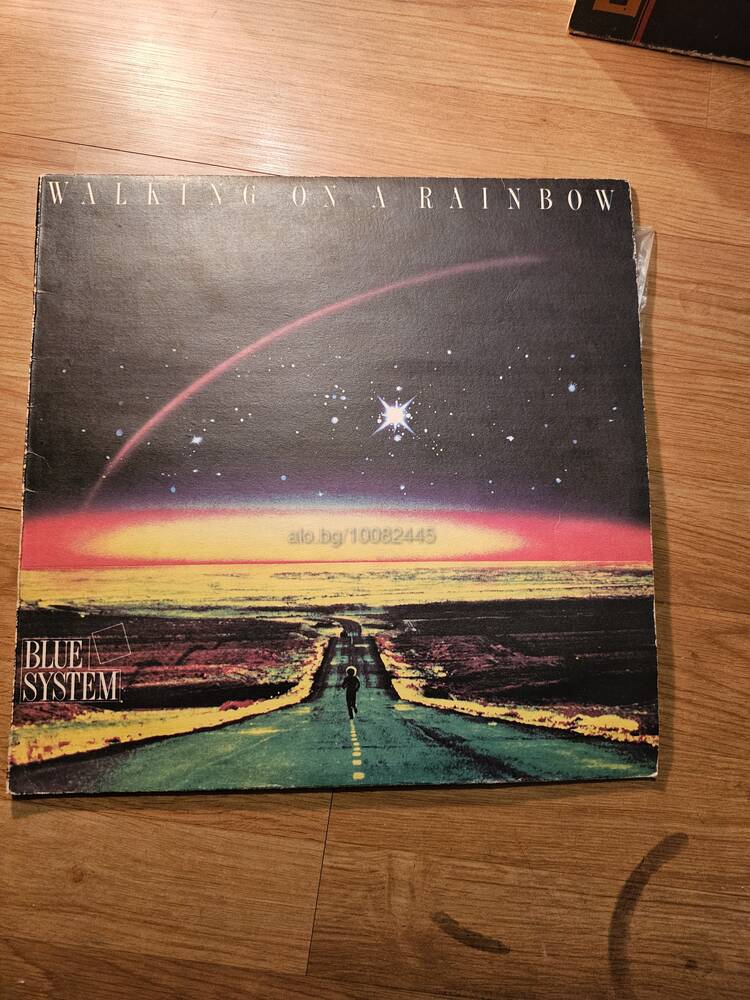 WALKING ON A RAINBOW
alo.bg/10082445
BLUE
SYSTEM